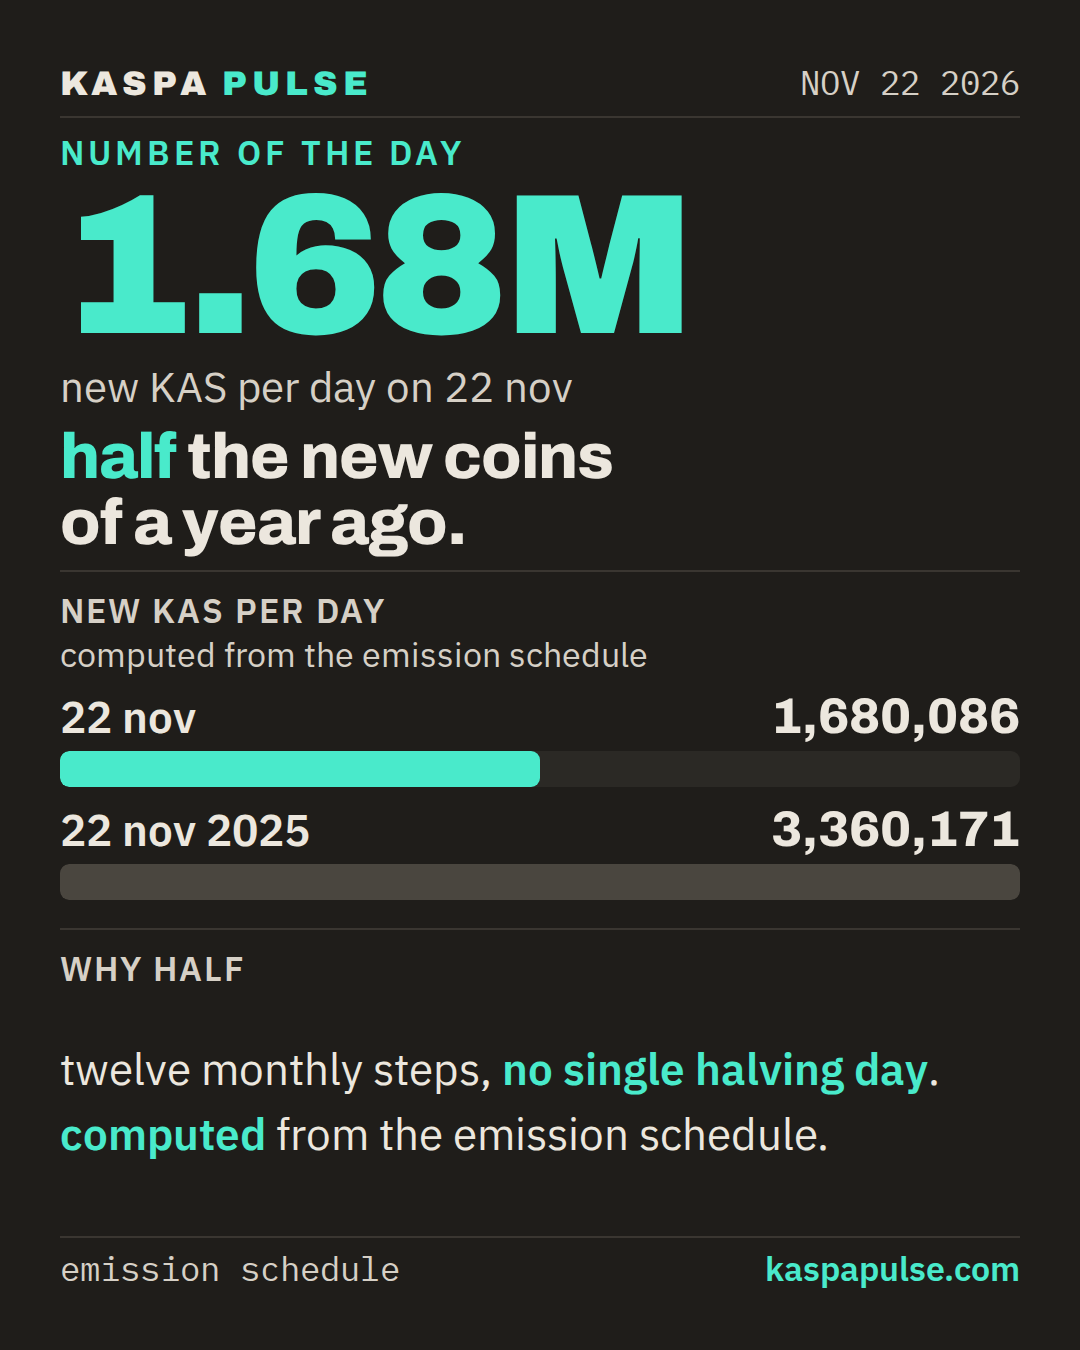 KASPA PULSE
NOV 22 2026
NUMBER OF THE DAY
1.68M
new KAS per day on 22 nov
half the new coins
of a year ago.
NEW KAS PER DAY
computed from the emission schedule
22 nov
1,680,086
22 nov 2025
3,360,171
WHY HALF
twelve monthly steps, no single halving day.
computed from the emission schedule.
emission schedule
kaspapulse.com